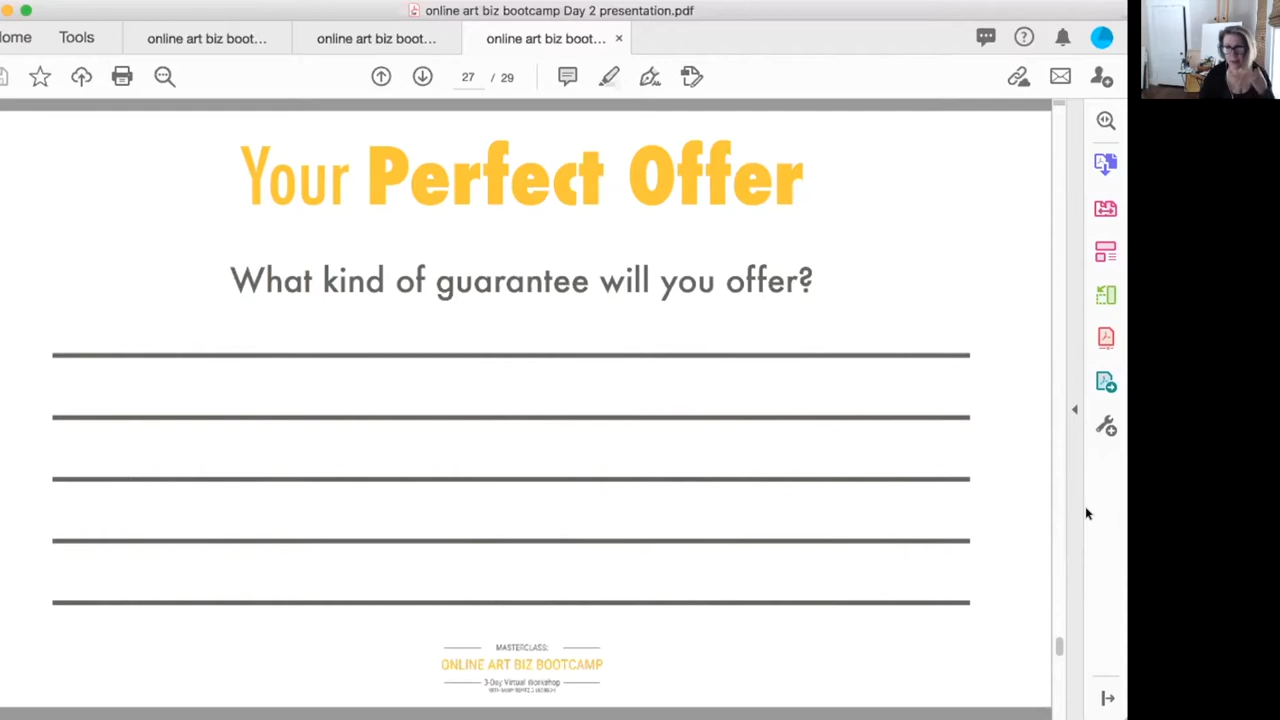 online art biz bootcamp Day 2 presentation.pdf
ome
Tools
online art biz boot...
online art biz boot...
online art biz boot... ×
27 / 29
Your Perfect Offer
What kind of guarantee will you offer?
MASTERCLASS:
ONLINE ART BIZ BOOTCAMP
3-Day Virtual Workshop